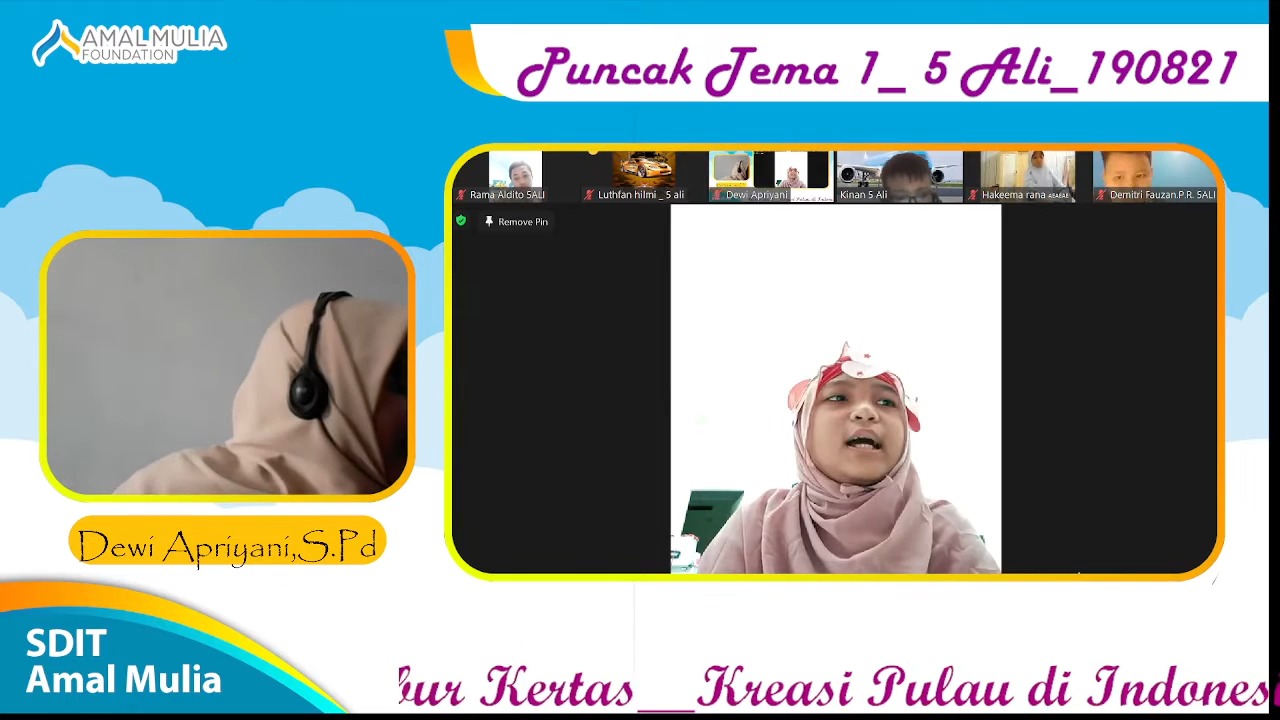 AMAL MULIA
FOUNDATION
Puncak Tema 1_ 5 Ali_190821
Rama Aldito 5ALI
Luthfan hilmi _ 5 ali
Dewi Apriyani
Kinan 5 Ali
Hakeema rana
Demitri Fauzan.P.R. 5ALI
Remove Pin
Dewi Apriyani,S.Pd
SDIT
Amal Mulia
bur Kertas__Kreasi Pulau di Indones